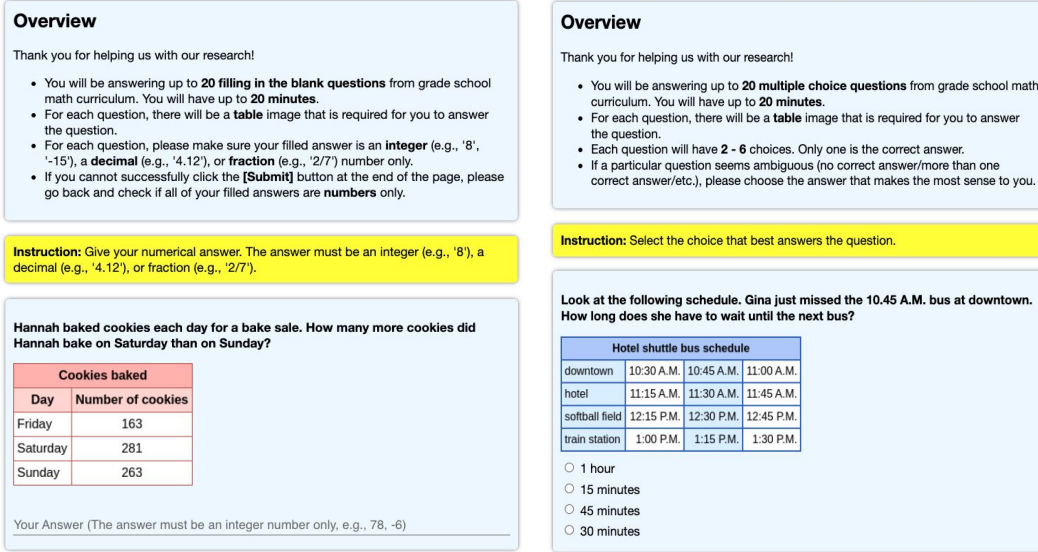 Overview
Thank you for helping us with our research!
• You will be answering up to 20 filling in the blank questions from grade school
math curriculum. You will have up to 20 minutes.
• For each question, there will be a table image that is required for you to answer
the question.
• For each question, please make sure your filled answer is an integer (e.g., '8',
'-15'), a decimal (e.g., '4.12'), or fraction (e.g., '2/7') number only.
• If you cannot successfully click the [Submit] button at the end of the page, please
go back and check if all of your filled answers are numbers only.
Instruction: Give your numerical answer. The answer must be an integer (e.g., '8'), a
decimal (e.g., '4.12'), or fraction (e.g., '2/7').
Hannah baked cookies each day for a bake sale. How many more cookies did
Hannah bake on Saturday than on Sunday?
Cookies baked
Day Number of cookies
Friday 163
Saturday 281
Sunday 263
Your Answer (The answer must be an integer number only, e.g., 78, -6)
Overview
Thank you for helping us with our research!
• You will be answering up to 20 multiple choice questions from grade school math
curriculum. You will have up to 20 minutes.
• For each question, there will be a table image that is required for you to answer
the question.
• Each question will have 2 - 6 choices. Only one is the correct answer.
• If a particular question seems ambiguous (no correct answer/more than one
correct answer/etc.), please choose the answer that makes the most sense to you.
Instruction: Select the choice that best answers the question.
Look at the following schedule. Gina just missed the 10.45 A.M. bus at downtown.
How long does she have to wait until the next bus?
Hotel shuttle bus schedule
downtown 10:30 A.M. 10:45 A.M. 11:00 A.M.
hotel 11:15 A.M. 11:30 A.M. 11:45 A.M.
softball field 12:15 P.M. 12:30 P.M. 12:45 P.M.
train station 1:00 P.M. 1:15 P.M. 1:30 P.M.
1 hour
15 minutes
45 minutes
30 minutes